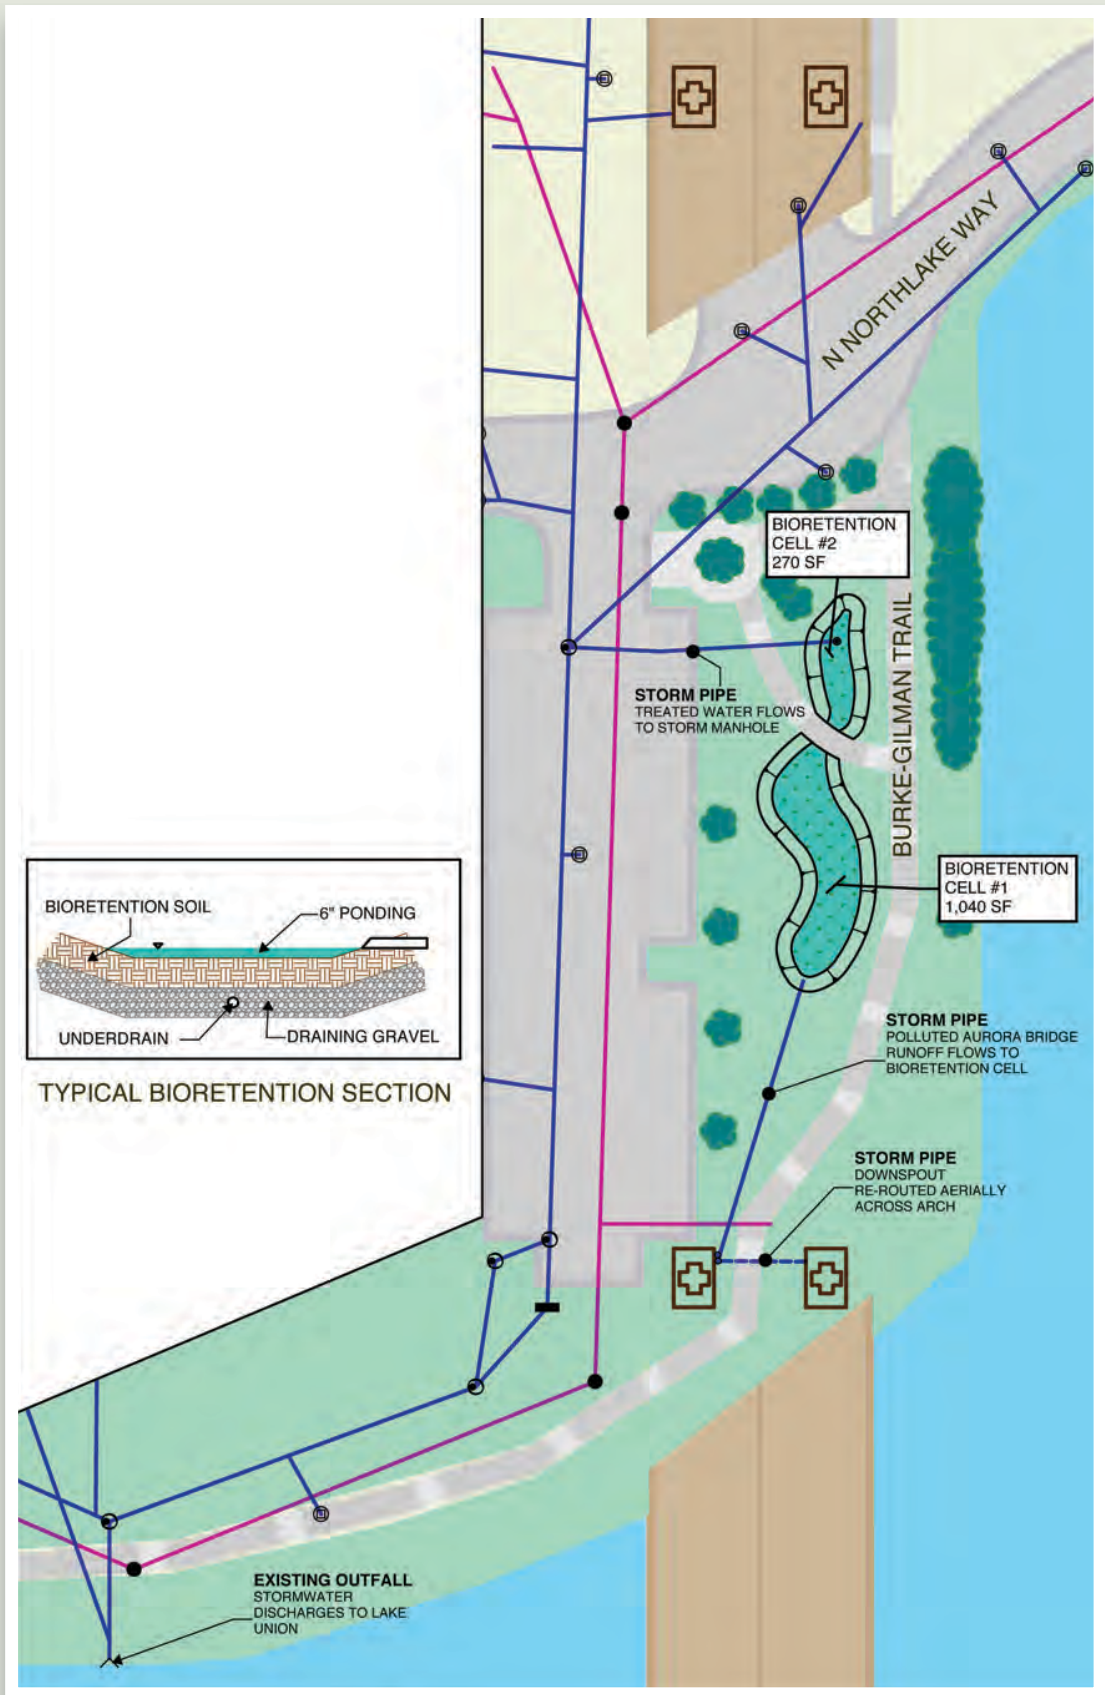 N NORTHLAKE WAY
BIORETENTION
CELL #2
270 SF
BURKE-GILMAN TRAIL
STORM PIPE
TREATED WATER FLOWS
TO STORM MANHOLE
BIORETENTION
CELL #1
1,040 SF
BIORETENTION SOIL
6" PONDING
UNDERDRAIN
DRAINING GRAVEL
TYPICAL BIORETENTION SECTION
STORM PIPE
POLLUTED AURORA BRIDGE
RUNOFF FLOWS TO
BIORETENTION CELL
STORM PIPE
DOWNSPOUT
RE-ROUTED AERIALLY
ACROSS ARCH
EXISTING OUTFALL
STORMWATER
DISCHARGES TO LAKE
UNION